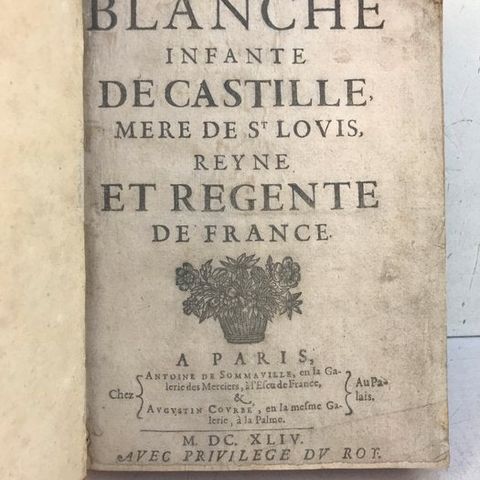 BLANCHE
INFANTE
DE CASTILLE,
MERE DE Sᵀ LOVIS,
REYNE
ET REGENTE
DE FRANCE.
A PARIS,
Chez
ANTOINE DE SOMMAVILLE, en la Ga-
lerie des Merciers, à l'Escu de France,
&
AVGVSTIN COVRBE', en la mesme Ga-
lerie, à la Palme.
Au Pa-
lais.
M. DC. XLIV.
AVEC PRIVILEGE DV ROY.